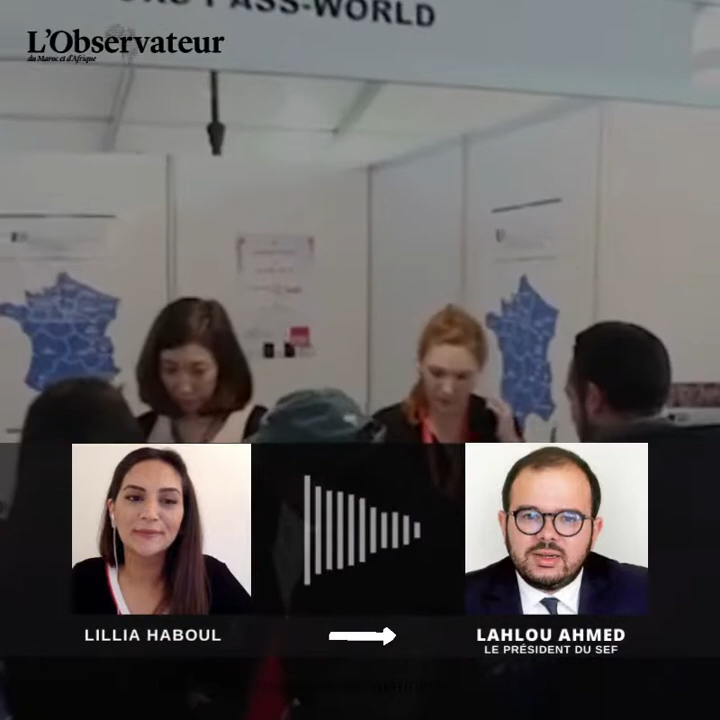 PASS-WORLD
L'Observateur
du Maroc et d'Afrique
LILLIA HABOUL
LAHLOU AHMED
LE PRÉSIDENT DU SEF